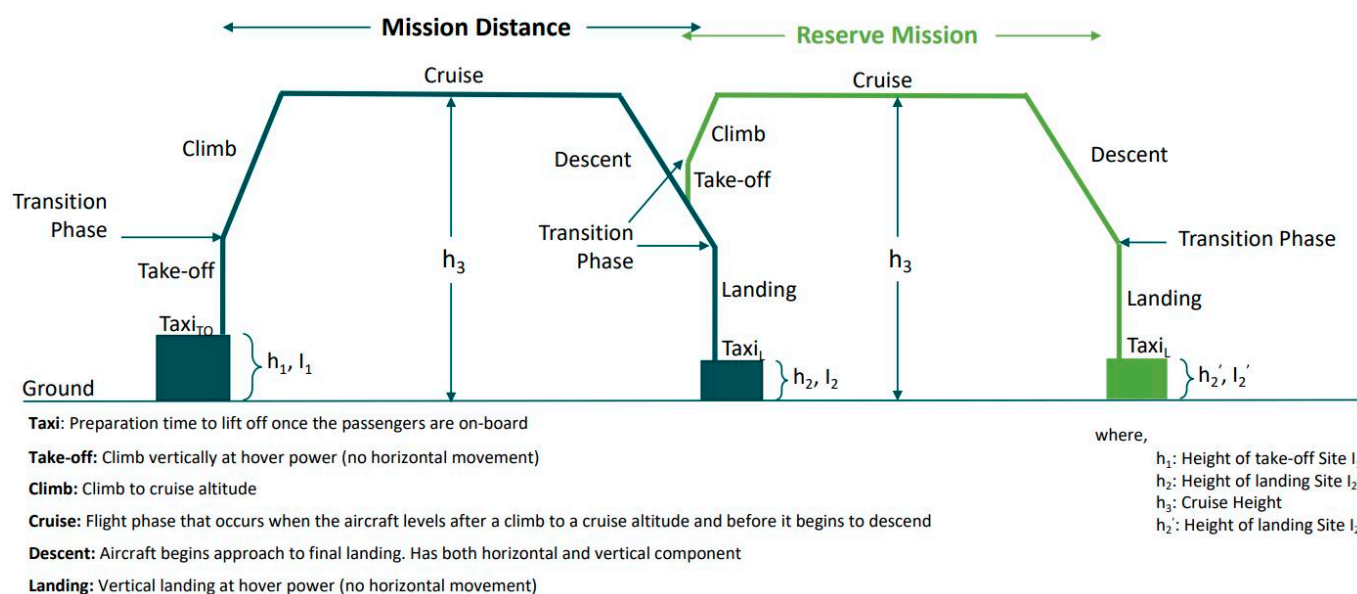 Mission Distance
Reserve Mission
Cruise
Cruise
Climb
Climb
Descent
Descent
Take-off
Transition
Phase
Transition
Phase
Transition Phase
h₃
h₃
Take-off
Landing
Landing
Taxi_TO
Taxi_L
Taxi_L
h₁, I₁
h₂, I₂
h₂', I₂'
Ground
Taxi: Preparation time to lift off once the passengers are on-board
Take-off: Climb vertically at hover power (no horizontal movement)
Climb: Climb to cruise altitude
Cruise: Flight phase that occurs when the aircraft levels after a climb to a cruise altitude and before it begins to descend
Descent: Aircraft begins approach to final landing. Has both horizontal and vertical component
Landing: Vertical landing at hover power (no horizontal movement)
where,
h₁: Height of take-off Site I
h₂: Height of landing Site I₂
h₃: Cruise Height
h₂': Height of landing Site I₂